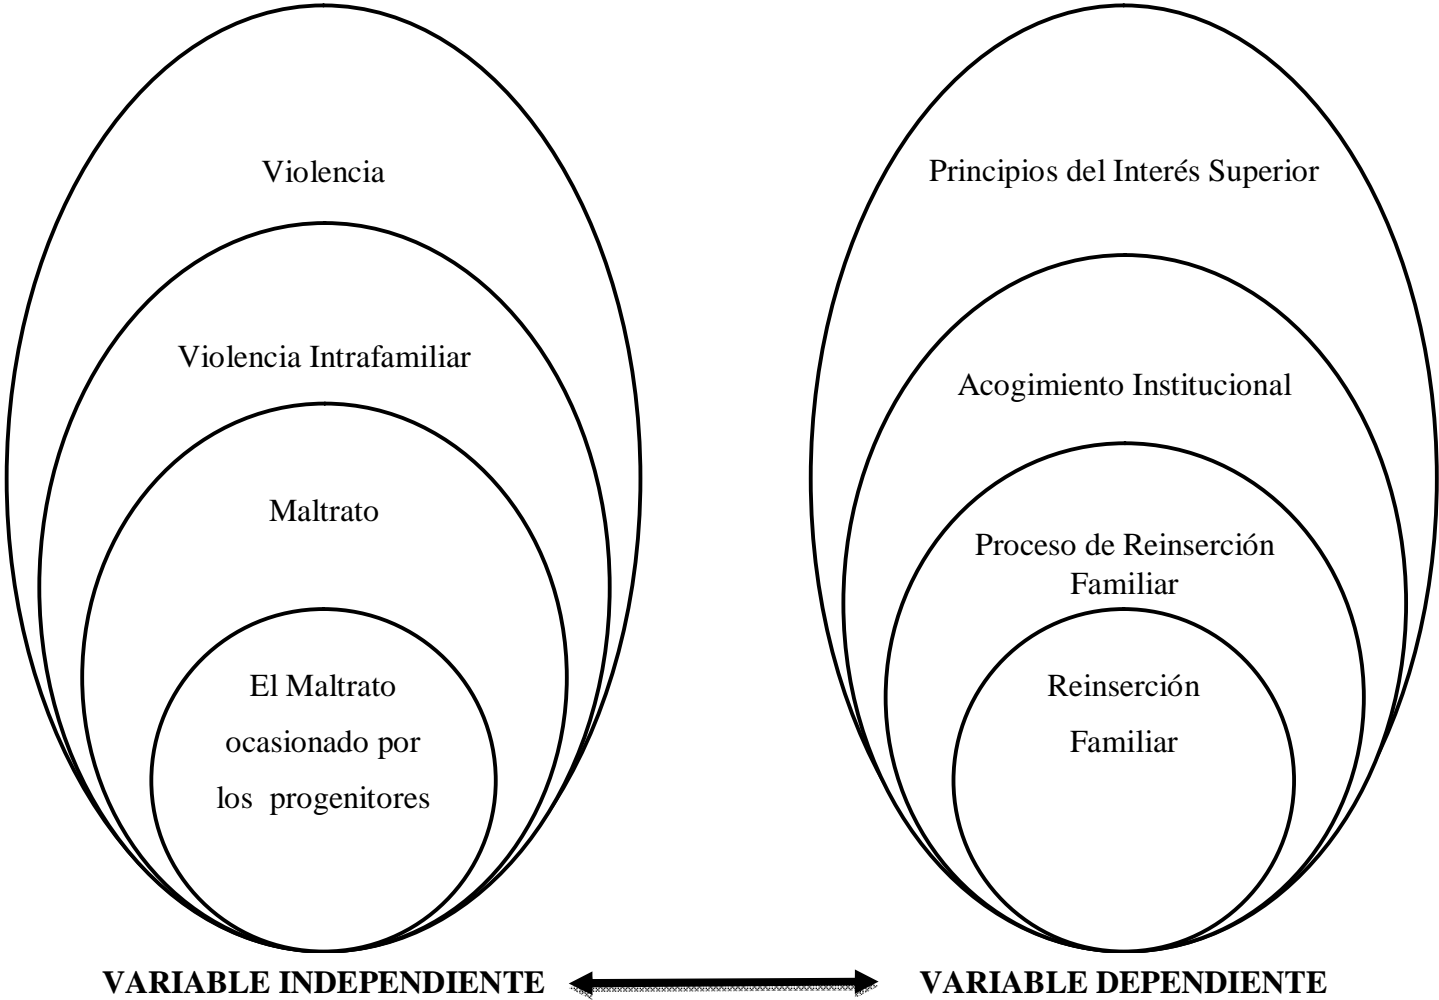 Violencia
Violencia Intrafamiliar
Maltrato
El Maltrato
ocasionado por
los progenitores
VARIABLE INDEPENDIENTE
Principios del Interés Superior
Acogimiento Institucional
Proceso de Reinserción
Familiar
Reinserción
Familiar
VARIABLE DEPENDIENTE